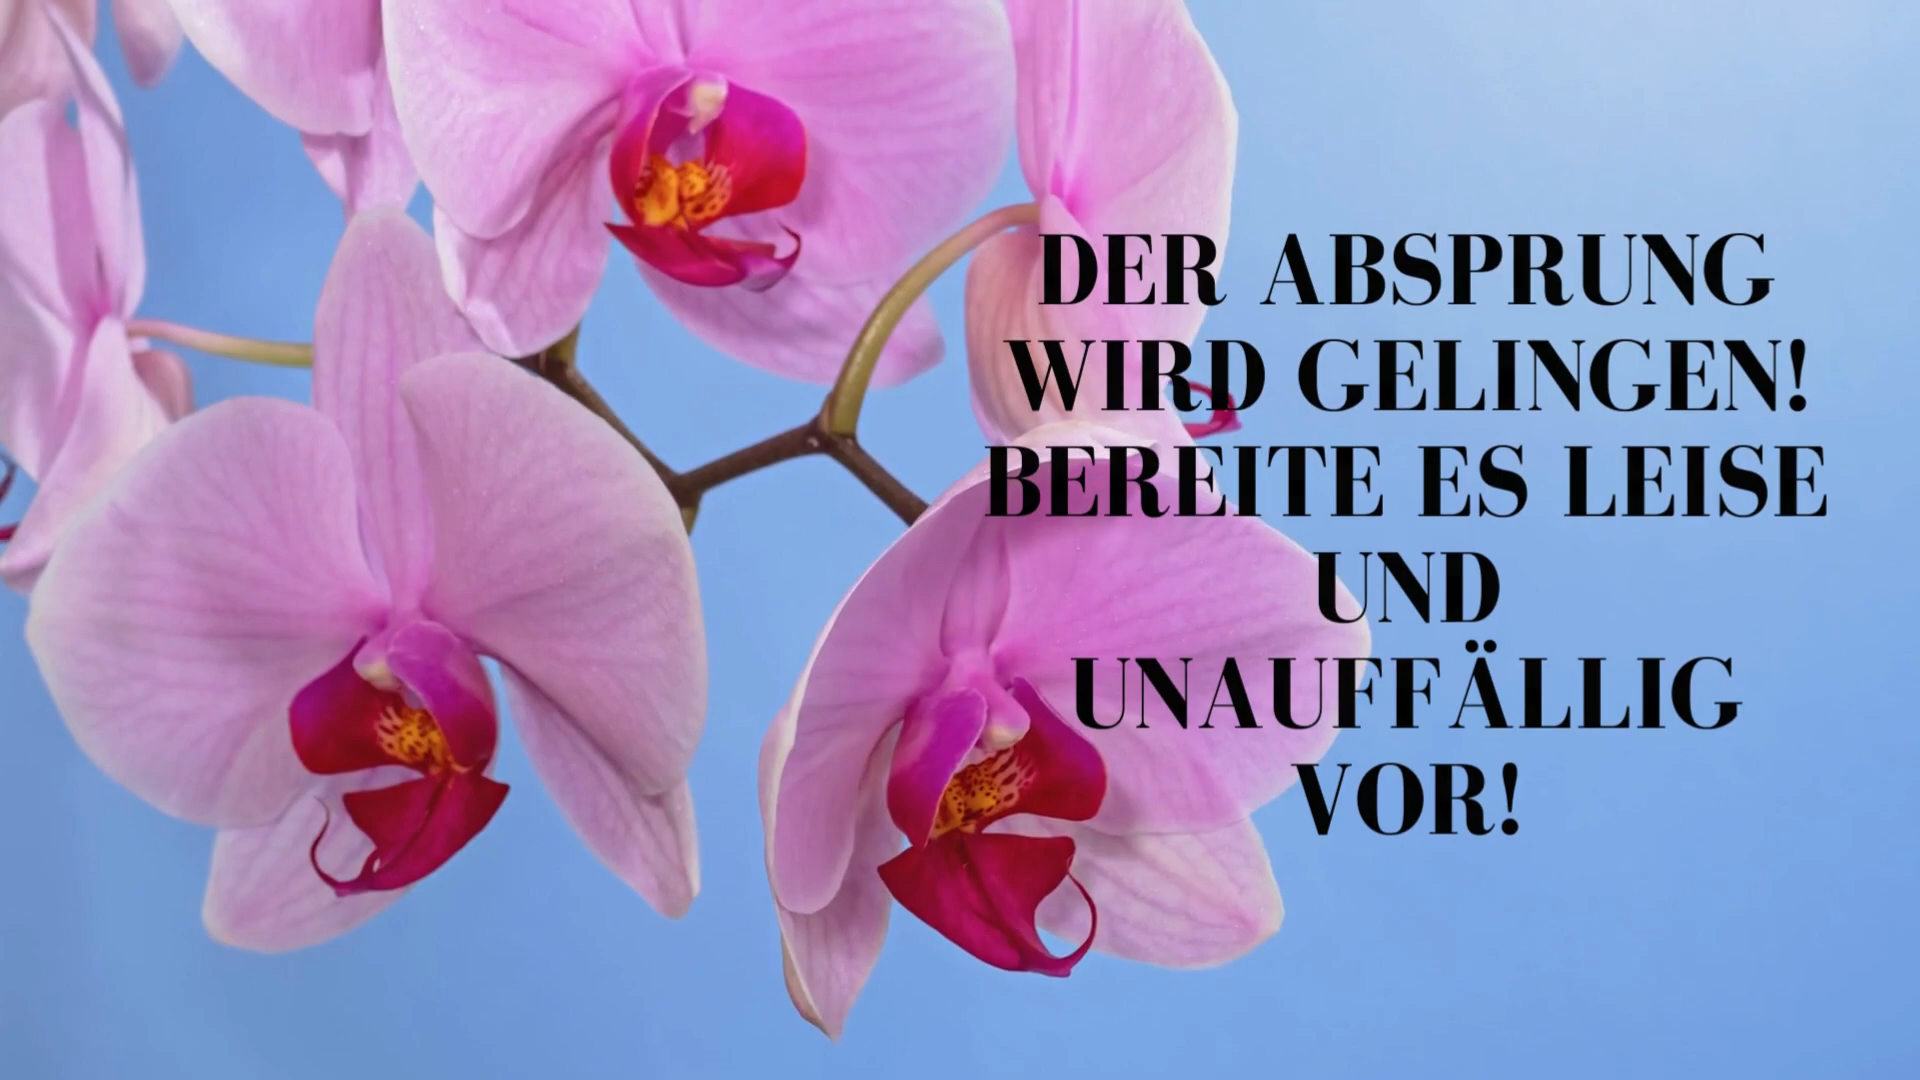 DER ABSPRUNG
WIRD GELINGEN!
BEREITE ES LEISE
UND
UNAUFFÄLLIG
VOR!